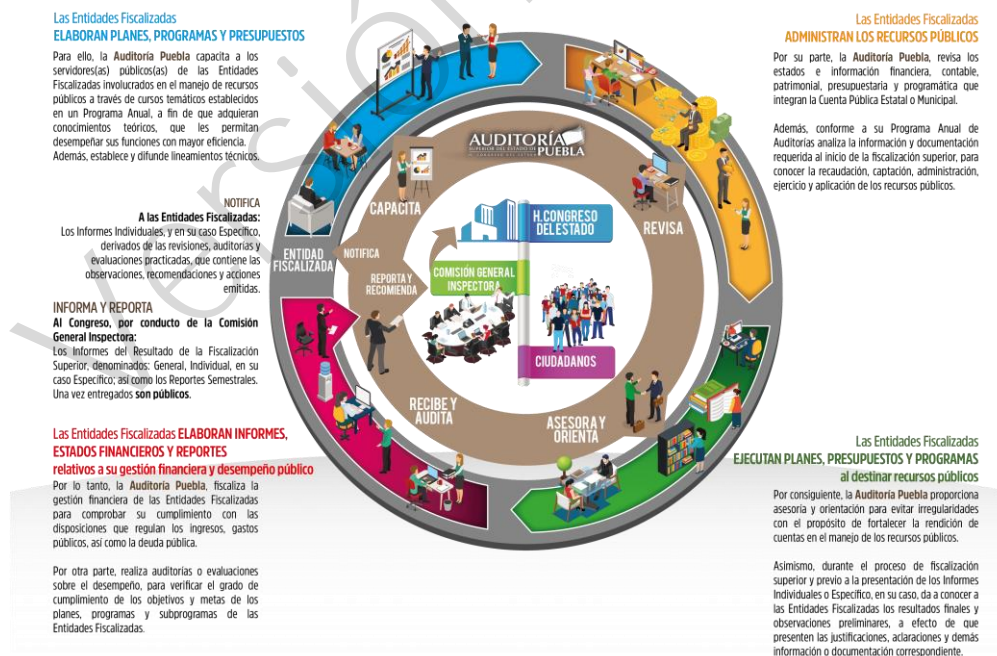 Las Entidades Fiscalizadas
ELABORAN PLANES, PROGRAMAS Y PRESUPUESTOS
Para ello, la Auditoría Puebla capacita a los
servidores(as) públicos(as) de las Entidades
Fiscalizadas involucrados en el manejo de recursos
públicos a través de cursos temáticos establecidos
en un Programa Anual, a fin de que adquieran
conocimientos teóricos, que les permitan
desempeñar sus funciones con mayor eficiencia.
Además, establece y difunde lineamientos técnicos.
NOTIFICA
A las Entidades Fiscalizadas:
Los Informes Individuales, y en su caso Específico,
derivados de las revisiones, auditorías y
evaluaciones practicadas, que contiene las
observaciones, recomendaciones y acciones
emitidas.
INFORMA Y REPORTA
Al Congreso, por conducto de la Comisión
General Inspectora:
Los Informes del Resultado de la Fiscalización
Superior, denominados: General, Individual, en su
caso Específico; así como los Reportes Semestrales.
Una vez entregados son públicos.
Las Entidades Fiscalizadas ELABORAN INFORMES,
ESTADOS FINANCIEROS Y REPORTES
relativos a su gestión financiera y desempeño público
Por lo tanto, la Auditoría Puebla, fiscaliza la
gestión financiera de las Entidades Fiscalizadas
para comprobar su cumplimiento con las
disposiciones que regulan los ingresos, gastos
públicos, así como la deuda pública.
Por otra parte, realiza auditorías o evaluaciones
sobre el desempeño, para verificar el grado de
cumplimiento de los objetivos y metas de los
planes, programas y subprogramas de las
Entidades Fiscalizadas.
Versión
AUDITORÍA
SUPERIOR DEL ESTADO DE PUEBLA
CAPACITA
REVISA
ENTIDAD
FISCALIZADA
NOTIFICA
REPORTA Y
RECOMIENDA
H.CONGRESO
DEL ESTADO
COMISIÓN GENERAL
INSPECTORA
CIUDADANOS
RECIBE Y
AUDITA
ASESORA Y
ORIENTA
Las Entidades Fiscalizadas
ADMINISTRAN LOS RECURSOS PÚBLICOS
Por su parte, la Auditoría Puebla, revisa los
estados e información financiera, contable,
patrimonial, presupuestaria y programática que
integran la Cuenta Pública Estatal o Municipal.
Además, conforme a su Programa Anual de
Auditorías analiza la información y documentación
requerida al inicio de la fiscalización superior, para
conocer la recaudación, captación, administración,
ejercicio y aplicación de los recursos públicos.
Las Entidades Fiscalizadas
EJECUTAN PLANES, PRESUPUESTOS Y PROGRAMAS
al destinar recursos públicos
Por consiguiente, la Auditoría Puebla proporciona
asesoría y orientación para evitar irregularidades
con el propósito de fortalecer la rendición de
cuentas en el manejo de los recursos públicos.
Asimismo, durante el proceso de fiscalización
superior y previo a la presentación de los Informes
Individuales o Específico, en su caso, da a conocer a
las Entidades Fiscalizadas los resultados finales y
observaciones preliminares, a efecto de que
presenten las justificaciones, aclaraciones y demás
información o documentación correspondiente.